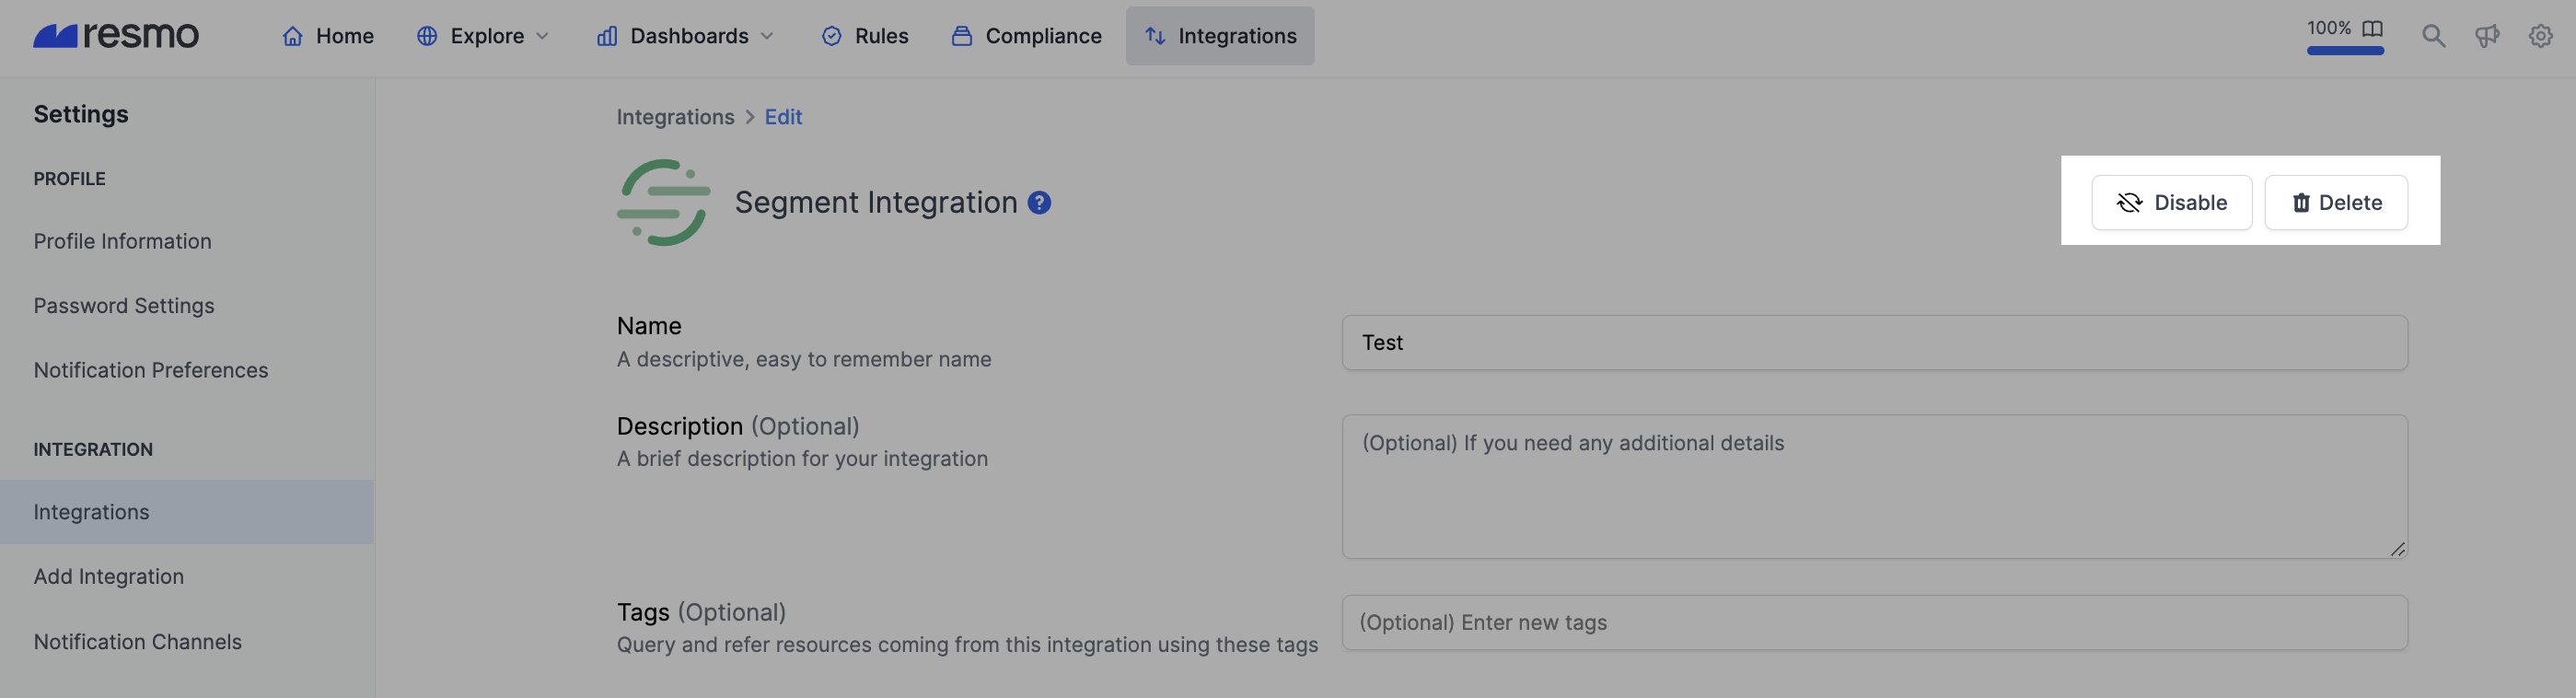 resmo
Home Explore Dashboards Rules Compliance Integrations 100%
Settings
PROFILE
Profile Information
Password Settings
Notification Preferences
INTEGRATION
Integrations
Add Integration
Notification Channels
Integrations > Edit
Segment Integration ?
Disable Delete
Name
A descriptive, easy to remember name
Test
Description (Optional)
A brief description for your integration
(Optional) If you need any additional details
Tags (Optional)
Query and refer resources coming from this integration using these tags
(Optional) Enter new tags